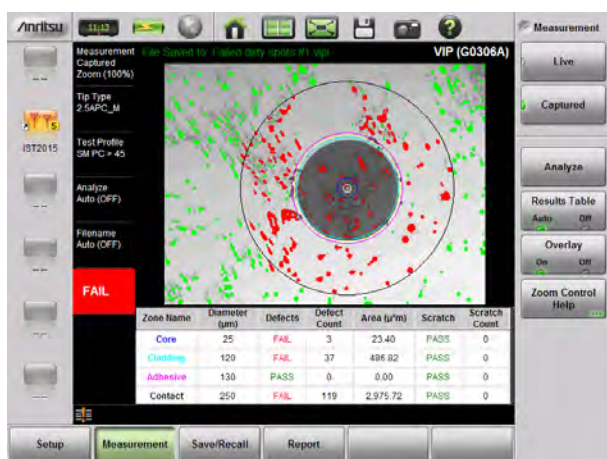 Anritsu
11:13
?
Measurement
Measurement
Captured
Zoom (100%)
File Saved to: Failed dirty spots #1.vipi
VIP (G0306A)
Live
Tip Type
2.5APC_M
Captured
IST2015
Test Profile
SM PC > 45
Analyze
Analyze
Auto (OFF)
Results Table
Auto Off
Filename
Auto (OFF)
Overlay
On Off
FAIL
Zoom Control
Help
Zone Name Diameter (µm) Defects Defect Count Area (µ²m) Scratch Scratch Count
Core 25 FAIL 3 23.40 PASS 0
Cladding 120 FAIL 37 486.82 PASS 0
Adhesive 130 PASS 0 0.00 PASS 0
Contact 250 FAIL 119 2,975.72 PASS 0
Setup Measurement Save/Recall Report